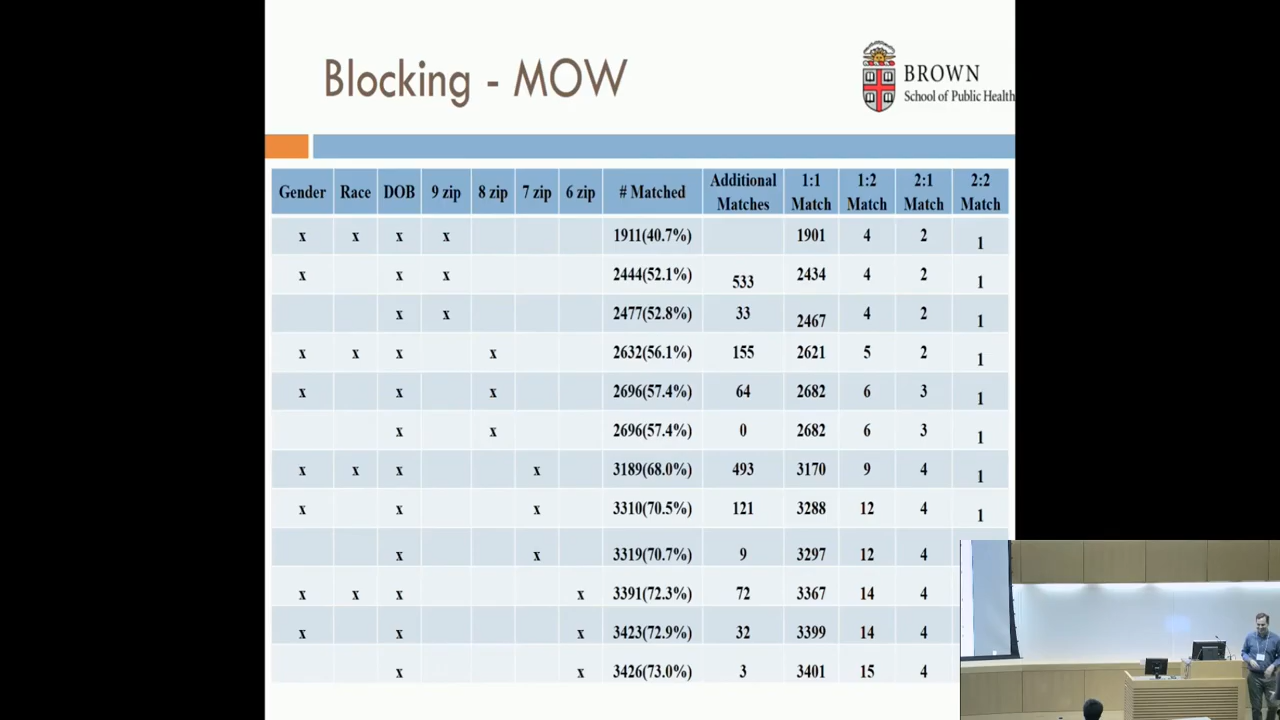 Blocking - MOW
BROWN
School of Public Health
Gender Race DOB 9 zip 8 zip 7 zip 6 zip # Matched Additional Matches 1:1 Match 1:2 Match 2:1 Match 2:2 Match
x x x x 1911(40.7%) 1901 4 2 1
x x x 2444(52.1%) 533 2434 4 2 1
x x 2477(52.8%) 33 2467 4 2 1
x x x x 2632(56.1%) 155 2621 5 2 1
x x x 2696(57.4%) 64 2682 6 3 1
x x 2696(57.4%) 0 2682 6 3 1
x x x x 3189(68.0%) 493 3170 9 4 1
x x x 3310(70.5%) 121 3288 12 4 1
x x 3319(70.7%) 9 3297 12 4
x x x x 3391(72.3%) 72 3367 14 4
x x x 3423(72.9%) 32 3399 14 4
x x 3426(73.0%) 3 3401 15 4